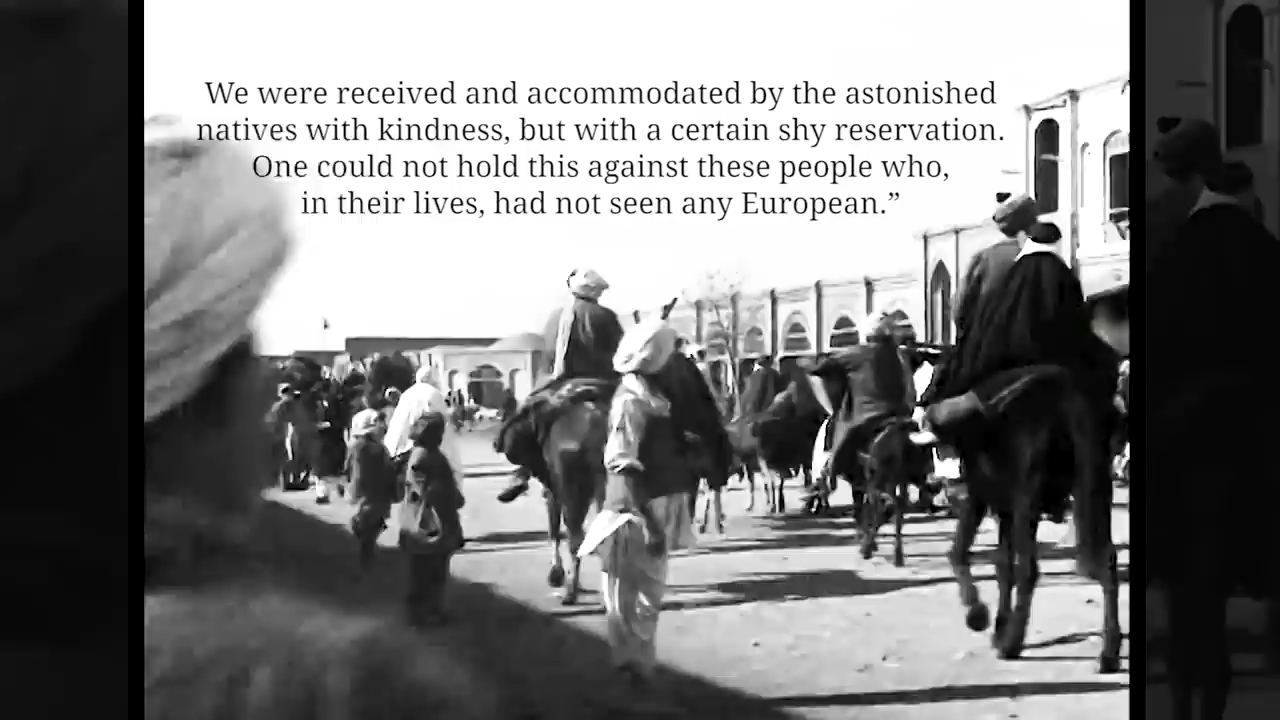 We were received and accommodated by the astonished
natives with kindness, but with a certain shy reservation.
One could not hold this against these people who,
in their lives, had not seen any European.”